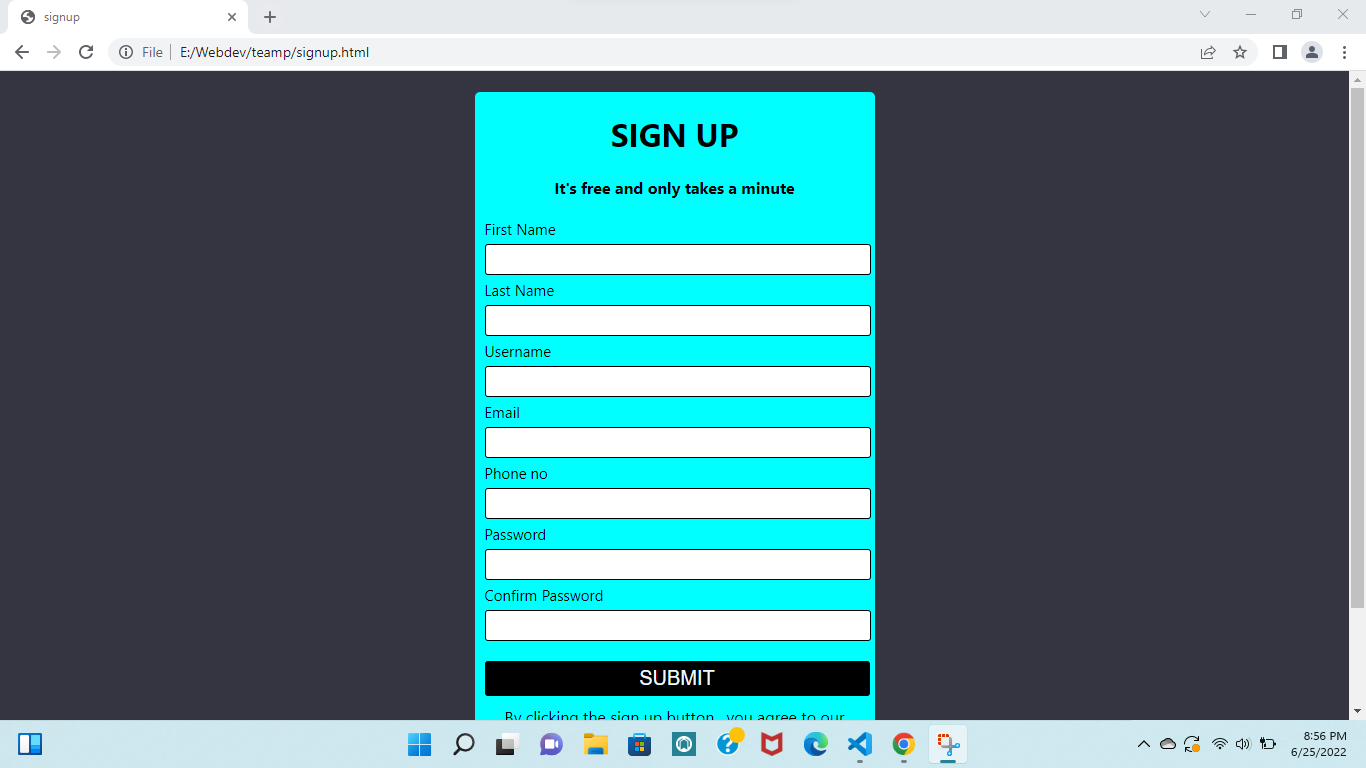 signup
File
E:/Webdev/teamp/signup.html
SIGN UP
It's free and only takes a minute
First Name
Last Name
Username
Email
Phone no
Password
Confirm Password
SUBMIT
By clicking the sign up button , you agree to our
8:56 PM
6/25/2022